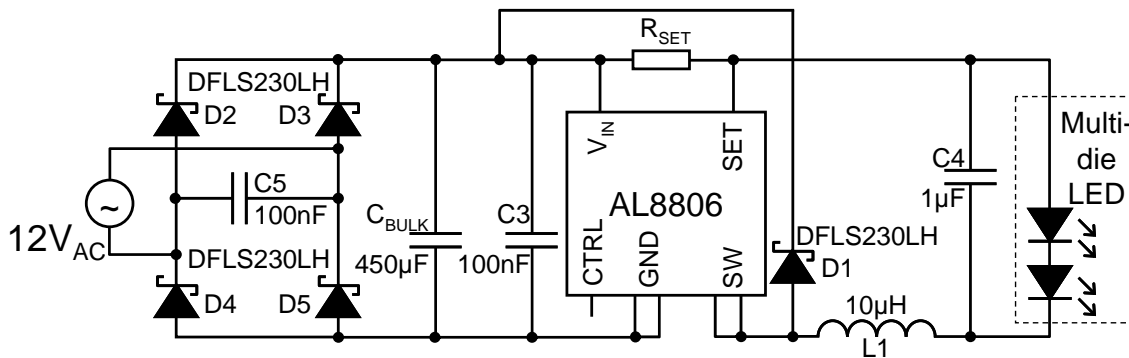 R_SET
DFLS230LH
D2
D3
V_IN
SET
Multi-
die
LED
C5
100nF
~
12V_AC
C_BULK
450µF
C3
100nF
AL8806
C4
1µF
DFLS230LH
D4
D5
CTRL
GND
SW
DFLS230LH
D1
10µH
L1